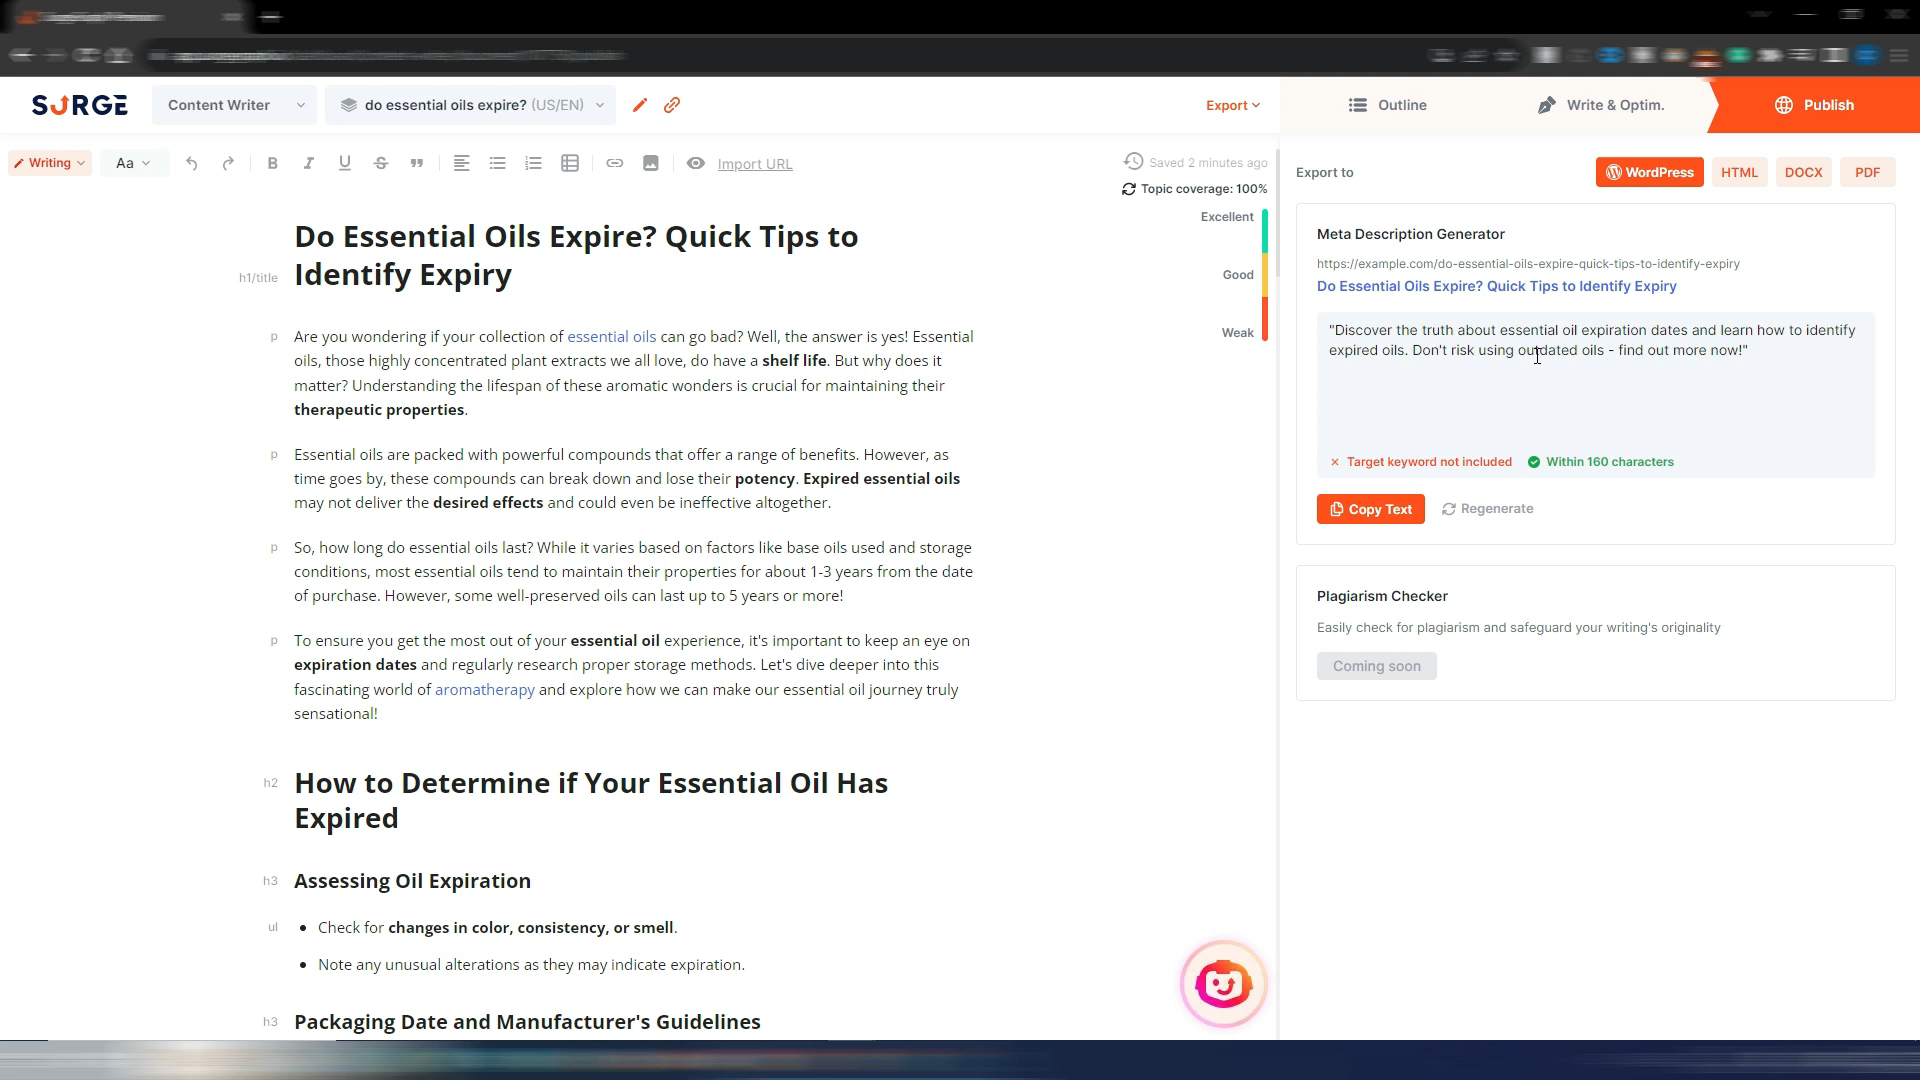 SURGE
Content Writer
do essential oils expire? (US/EN)
Export
Outline
Write & Optim.
Publish
Writing
Aa
B I U S
Import URL
Saved 2 minutes ago
Topic coverage: 100%
Excellent
Good
Weak
h1/title
Do Essential Oils Expire? Quick Tips to
Identify Expiry
p
Are you wondering if your collection of essential oils can go bad? Well, the answer is yes! Essential
oils, those highly concentrated plant extracts we all love, do have a shelf life. But why does it
matter? Understanding the lifespan of these aromatic wonders is crucial for maintaining their
therapeutic properties.
p
Essential oils are packed with powerful compounds that offer a range of benefits. However, as
time goes by, these compounds can break down and lose their potency. Expired essential oils
may not deliver the desired effects and could even be ineffective altogether.
p
So, how long do essential oils last? While it varies based on factors like base oils used and storage
conditions, most essential oils tend to maintain their properties for about 1-3 years from the date
of purchase. However, some well-preserved oils can last up to 5 years or more!
p
To ensure you get the most out of your essential oil experience, it's important to keep an eye on
expiration dates and regularly research proper storage methods. Let's dive deeper into this
fascinating world of aromatherapy and explore how we can make our essential oil journey truly
sensational!
h2
How to Determine if Your Essential Oil Has
Expired
h3
Assessing Oil Expiration
ul
• Check for changes in color, consistency, or smell.
• Note any unusual alterations as they may indicate expiration.
h3
Packaging Date and Manufacturer's Guidelines
Export to
WordPress
HTML
DOCX
PDF
Meta Description Generator
https://example.com/do-essential-oils-expire-quick-tips-to-identify-expiry
Do Essential Oils Expire? Quick Tips to Identify Expiry
"Discover the truth about essential oil expiration dates and learn how to identify
expired oils. Don't risk using outdated oils - find out more now!"
Target keyword not included
Within 160 characters
Copy Text
Regenerate
Plagiarism Checker
Easily check for plagiarism and safeguard your writing's originality
Coming soon